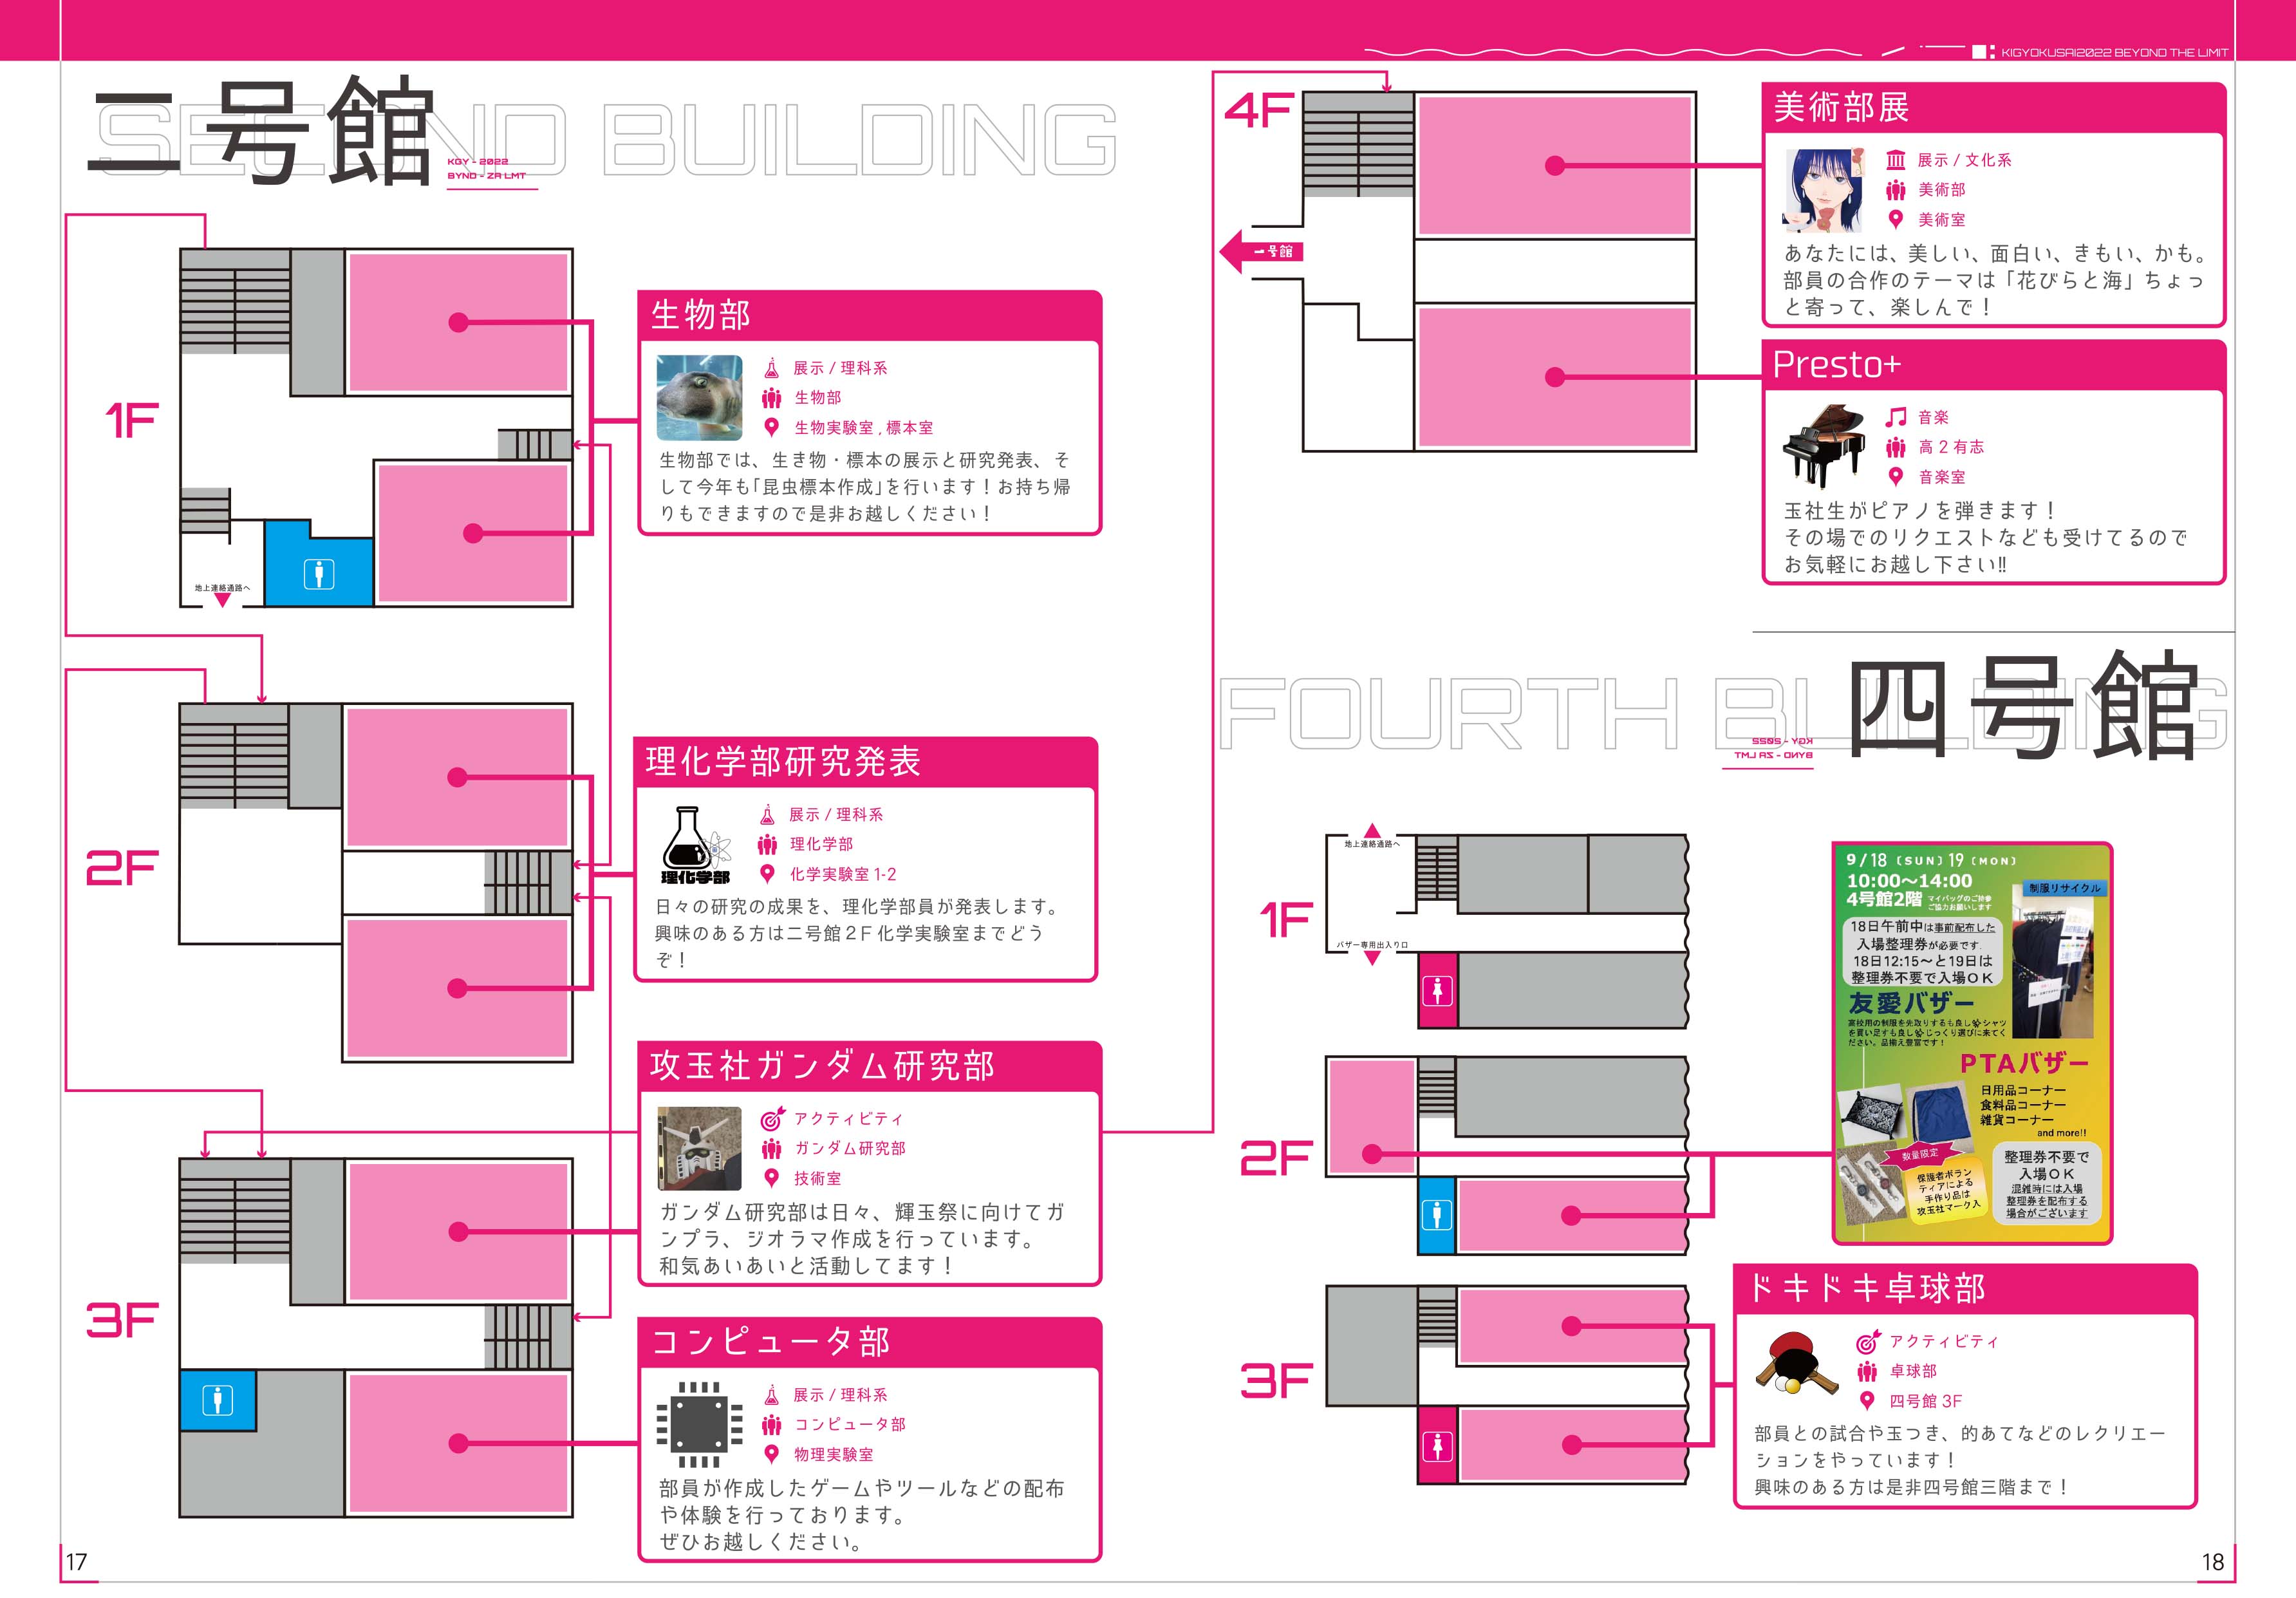 KIGYOKUSAI2022 BEYOND THE LIMIT
二号館
SECOND BUILDING
KGY - 2022
BYND - ZA LMT
1F
地上連絡通路へ
生物部
展示 / 理科系
生物部
生物実験室 , 標本室
生物部では、生き物・標本の展示と研究発表、そ
して今年も「昆虫標本作成」を行います！お持ち帰
りもできますので是非お越しください！
2F
理化学部研究発表
理化学部
展示 / 理科系
理化学部
化学実験室 1-2
日々の研究の成果を、理化学部員が発表します。
興味のある方は二号館２Ｆ化学実験室までどう
ぞ！
3F
攻玉社ガンダム研究部
アクティビティ
ガンダム研究部
技術室
ガンダム研究部は日々、輝玉祭に向けてガ
ンプラ、ジオラマ作成を行っています。
和気あいあいと活動してます！
コンピュータ部
展示 / 理科系
コンピュータ部
物理実験室
部員が作成したゲームやツールなどの配布
や体験を行っております。
ぜひお越しください。
17
4F
一号館
美術部展
展示 / 文化系
美術部
美術室
あなたには、美しい、面白い、きもい、かも。
部員の合作のテーマは「花びらと海」ちょっ
と寄って、楽しんで！
Presto+
音楽
高２有志
音楽室
玉社生がピアノを弾きます！
その場でのリクエストなども受けてるので
お気軽にお越し下さい!!
四号館
FOURTH BUILDING
KGY - 2022
BYND - ZA LMT
1F
地上連絡通路へ
バザー専用出入り口
2F
9/18〔SUN〕19〔MON〕
10:00〜14:00
4号館2階
マイバッグのご持参
ご協力お願いします
制服リサイクル
18日午前中は事前配布した
入場整理券が必要です.
18日12:15〜と19日は
整理券不要で入場ＯＫ
友愛バザー
高校用の制服を先取りするも良し シャツ
を買い足すも良し じっくり選びに来てく
ださい。品揃え豊富です！
PTAバザー
日用品コーナー
食料品コーナー
雑貨コーナー
and more!!
数量限定
保護者ボラン
ティアによる
手作り品は
攻玉社マーク入
整理券不要で
入場ＯＫ
混雑時には入場
整理券を配布する
場合がございます
3F
ドキドキ卓球部
アクティビティ
卓球部
四号館 3F
部員との試合や玉つき、的あてなどのレクリエー
ションをやっています！
興味のある方は是非四号館三階まで！
18